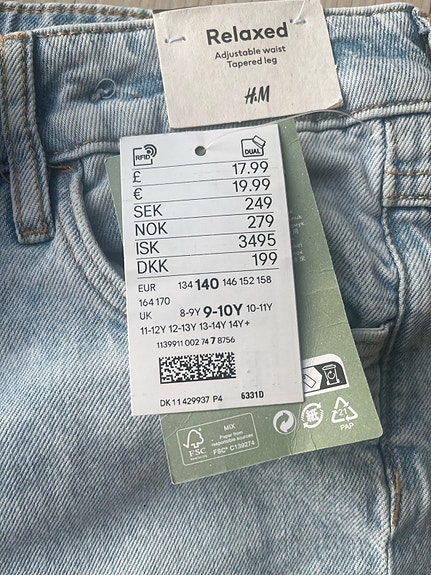 Relaxed
Adjustable waist
Tapered leg
H&M
RFID
DUAL
£ 17.99
€ 19.99
SEK 249
NOK 279
ISK 3495
DKK 199
EUR 134 140 146 152 158
164 170
UK 8-9Y 9-10Y 10-11Y
11-12Y 12-13Y 13-14Y 14Y+
1139911 002 74 7 8756
DK11429937 P4 6331D
FSC
MIX
Paper from
responsible sources
FSC® C139274
紙
21
PAP